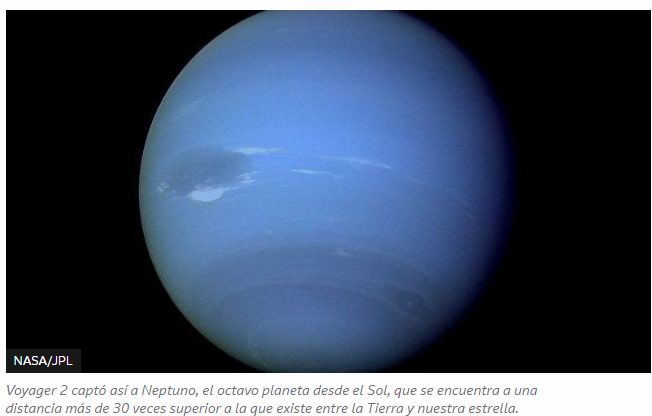 NASA/JPL
Voyager 2 captó así a Neptuno, el octavo planeta desde el Sol, que se encuentra a una
distancia más de 30 veces superior a la que existe entre la Tierra y nuestra estrella.